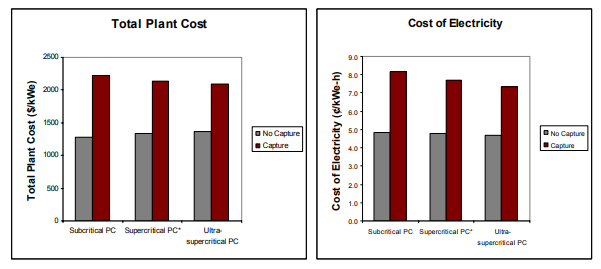 Total Plant Cost
Total Plant Cost ($/kWe)
2500
2000
1500
1000
500
0
Subcritical PC
Supercritical PC*
Ultra-
supercritical PC
No Capture
Capture
Cost of Electricity
Cost of Electricity (¢/kWe-h)
9.0
8.0
7.0
6.0
5.0
4.0
3.0
2.0
1.0
0.0
Subcritical PC
Supercritical PC*
Ultra-
supercritical PC
No Capture
Capture